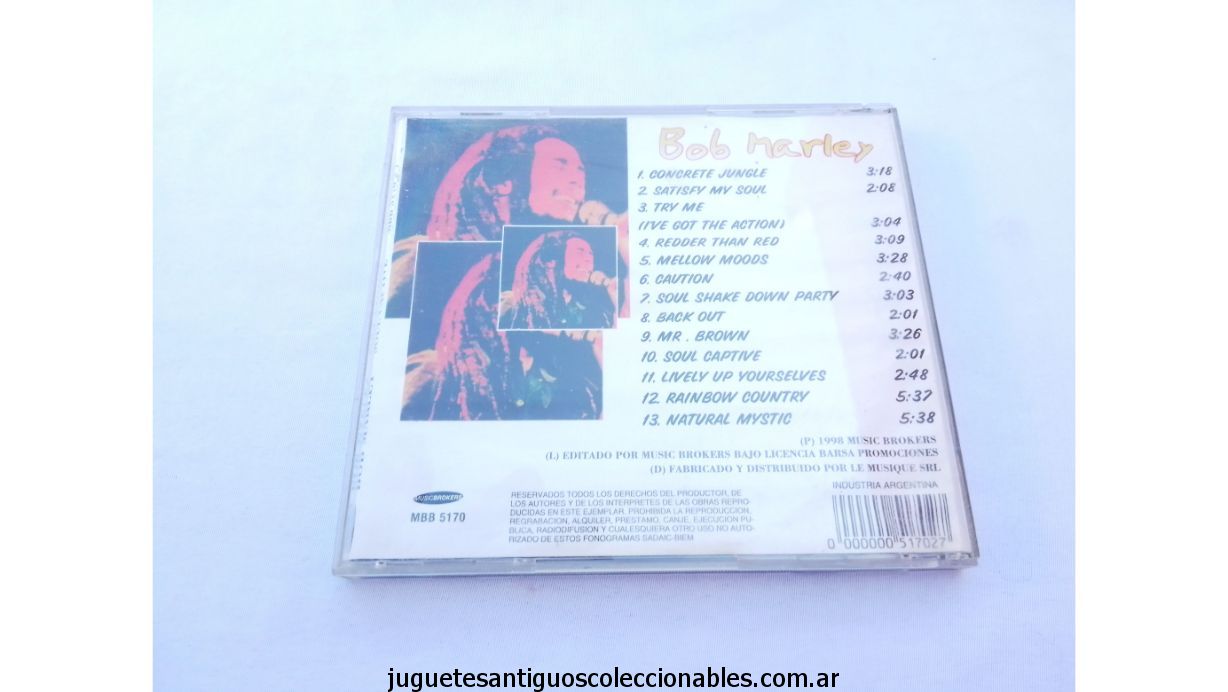 Bob Marley
1. CONCRETE JUNGLE 3:18
2. SATISFY MY SOUL 2:08
3. TRY ME
(I'VE GOT THE ACTION) 3:04
4. REDDER THAN RED 3:09
5. MELLOW MOODS 3:28
6. CAUTION 2:40
7. SOUL SHAKE DOWN PARTY 3:03
8. BACK OUT 2:01
9. MR. BROWN 3:26
10. SOUL CAPTIVE 2:01
11. LIVELY UP YOURSELVES 2:48
12. RAINBOW COUNTRY 5:37
13. NATURAL MYSTIC 5:38
(P) 1998 MUSIC BROKERS
(L) EDITADO POR MUSIC BROKERS BAJO LICENCIA BARSA PROMOCIONES
(D) FABRICADO Y DISTRIBUIDO POR LE MUSIQUE SRL
INDUSTRIA ARGENTINA
MUSICBROKERS
MBB 5170
RESERVADOS TODOS LOS DERECHOS DEL PRODUCTOR, DE
LOS AUTORES Y DE LOS INTERPRETES DE LAS OBRAS REPRO-
DUCIDAS EN ESTE EJEMPLAR. PROHIBIDA LA REPRODUCCION,
REGRABACION, ALQUILER, PRESTAMO, CANJE, EJECUCION PU-
BLICA, RADIODIFUSION Y CUALESQUIERA OTRO USO NO AUTO-
RIZADO DE ESTOS FONOGRAMAS SADAIC-BIEM
0 000000 517027
juguetesantiguoscoleccionables.com.ar